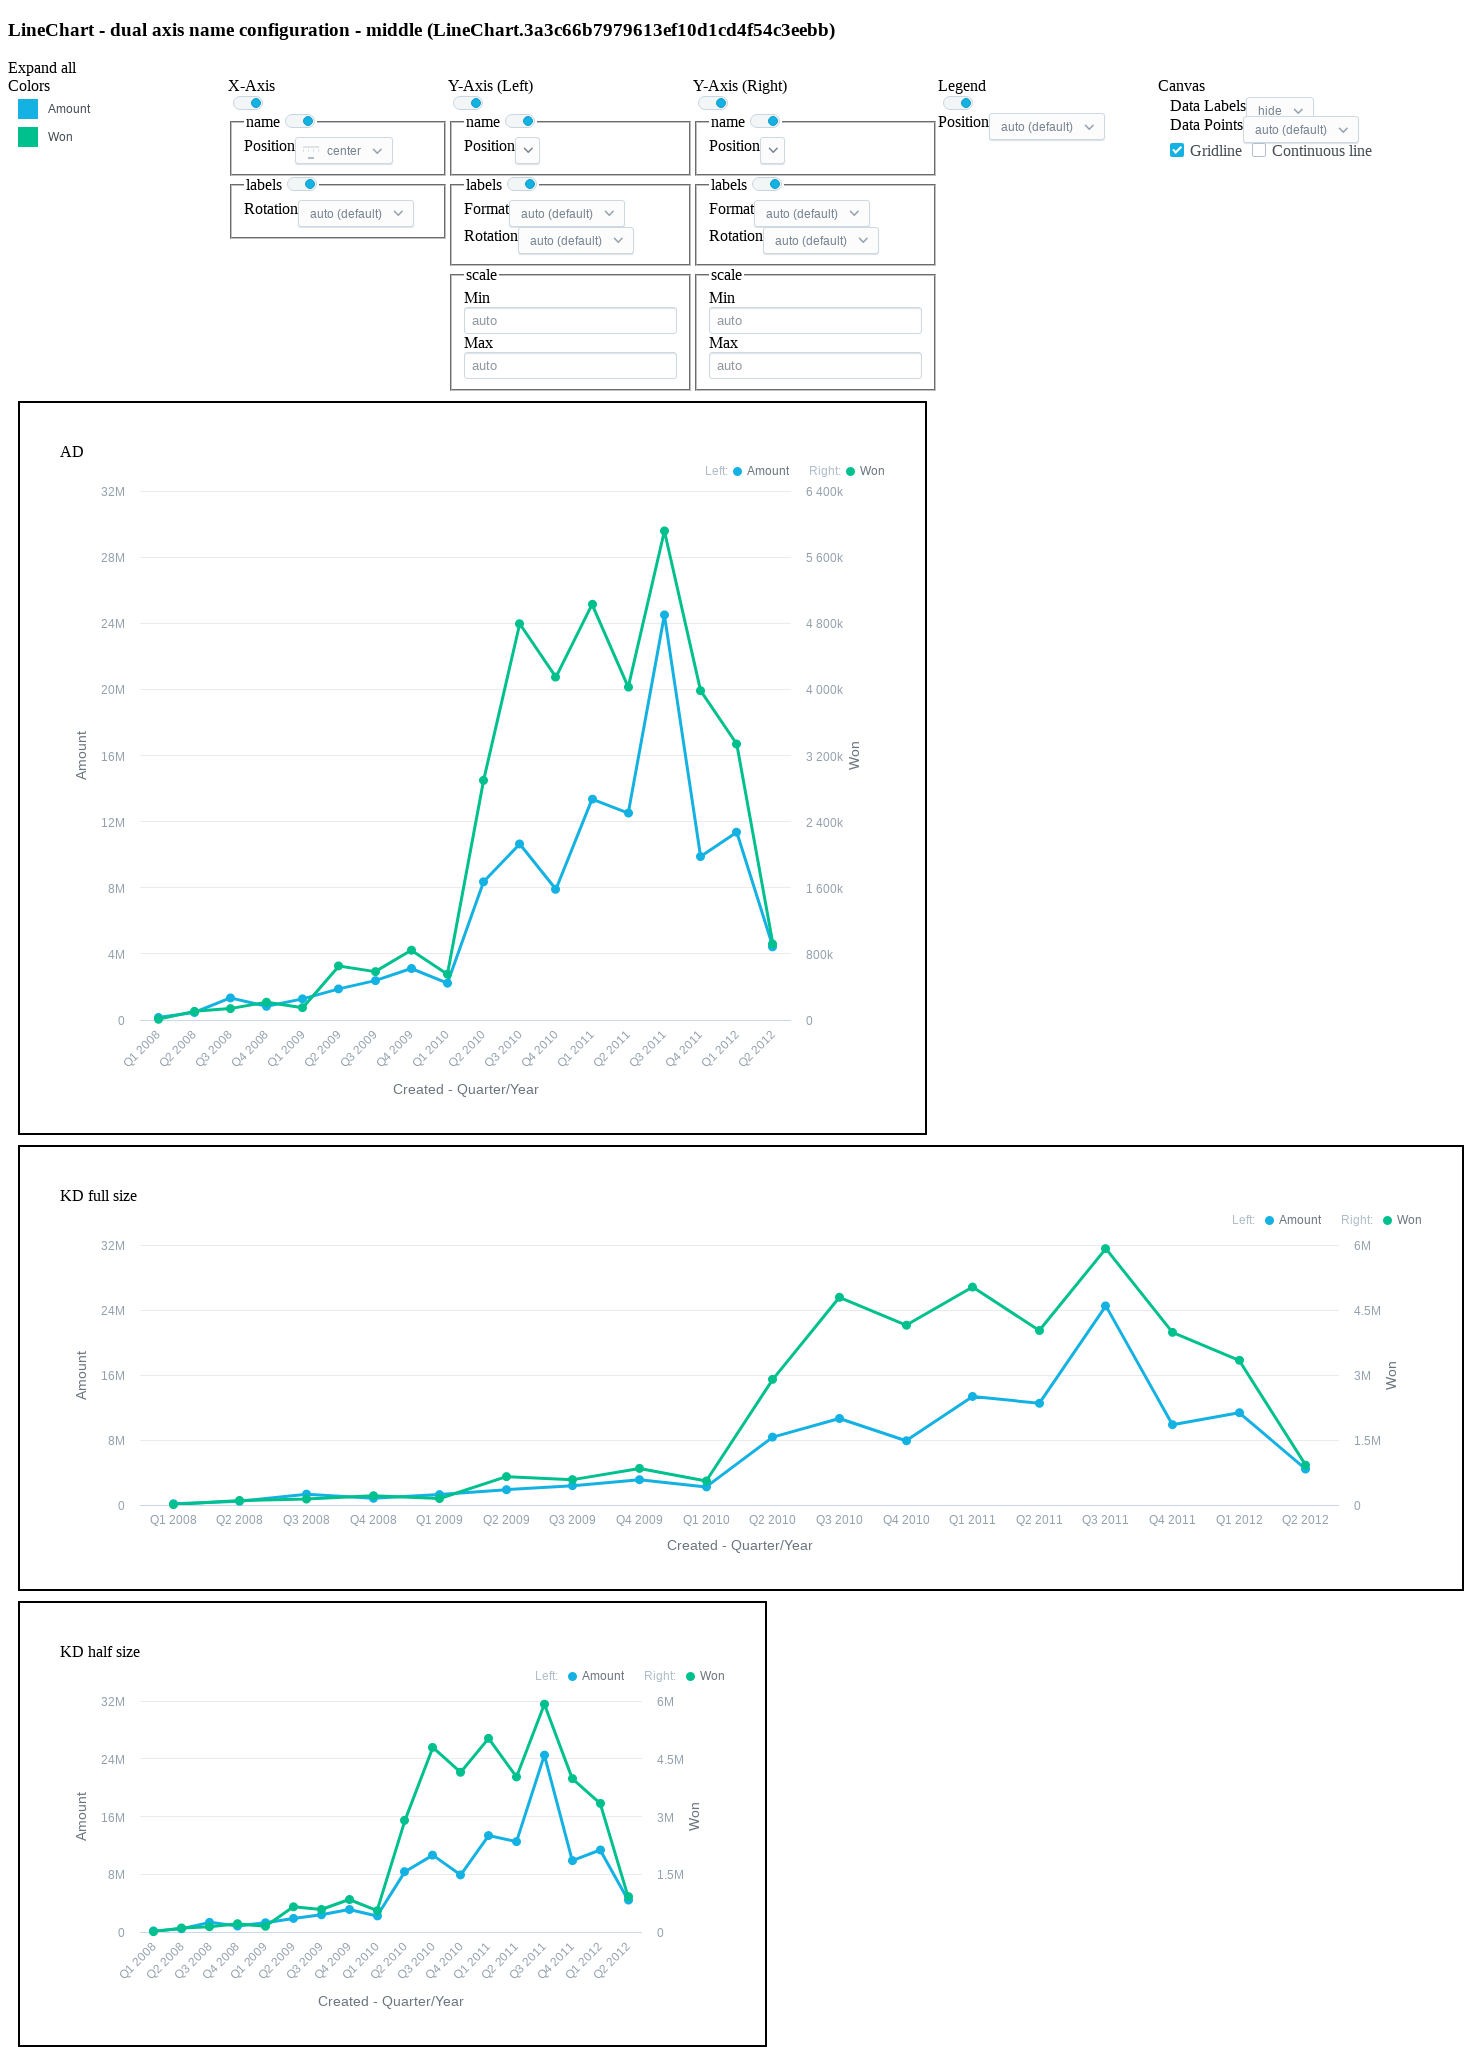 LineChart - dual axis name configuration - middle (LineChart.3a3c66b7979613ef10d1cd4f54c3eebb)
Expand all
Colors
Amount
Won
X-Axis
name
Position center
labels
Rotation auto (default)
Y-Axis (Left)
name
Position
labels
Format auto (default)
Rotation auto (default)
scale
Min
auto
Max
auto
Y-Axis (Right)
name
Position
labels
Format auto (default)
Rotation auto (default)
scale
Min
auto
Max
auto
Legend
Position auto (default)
Canvas
Data Labels hide
Data Points auto (default)
Gridline Continuous line
AD
Left: Amount Right: Won
32M 6 400k
28M 5 600k
24M 4 800k
20M 4 000k
16M 3 200k
12M 2 400k
8M 1 600k
4M 800k
0 0
Amount
Won
Q1 2008 Q2 2008 Q3 2008 Q4 2008 Q1 2009 Q2 2009 Q3 2009 Q4 2009 Q1 2010 Q2 2010 Q3 2010 Q4 2010 Q1 2011 Q2 2011 Q3 2011 Q4 2011 Q1 2012 Q2 2012
Created - Quarter/Year
KD full size
Left: Amount Right: Won
32M 6M
24M 4.5M
16M 3M
8M 1.5M
0 0
Amount
Won
Q1 2008 Q2 2008 Q3 2008 Q4 2008 Q1 2009 Q2 2009 Q3 2009 Q4 2009 Q1 2010 Q2 2010 Q3 2010 Q4 2010 Q1 2011 Q2 2011 Q3 2011 Q4 2011 Q1 2012 Q2 2012
Created - Quarter/Year
KD half size
Left: Amount Right: Won
32M 6M
24M 4.5M
16M 3M
8M 1.5M
0 0
Amount
Won
Q1 2008 Q2 2008 Q3 2008 Q4 2008 Q1 2009 Q2 2009 Q3 2009 Q4 2009 Q1 2010 Q2 2010 Q3 2010 Q4 2010 Q1 2011 Q2 2011 Q3 2011 Q4 2011 Q1 2012 Q2 2012
Created - Quarter/Year